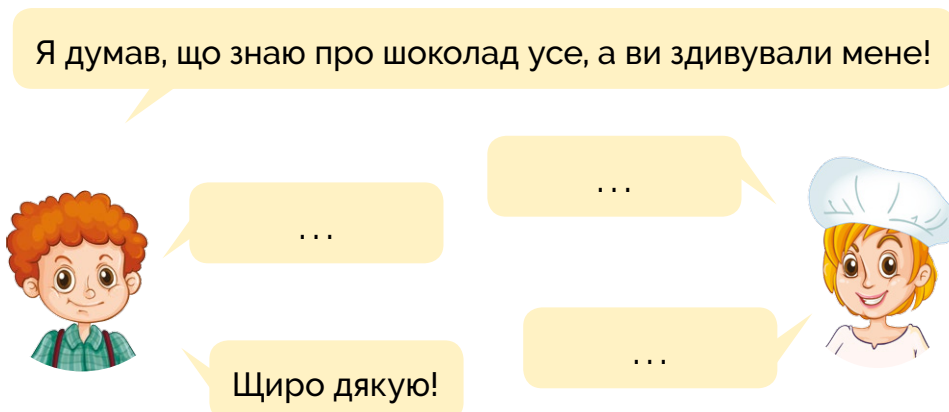 Я думав, що знаю про шоколад усе, а ви здивували мене!
...
...
...
Щиро дякую!